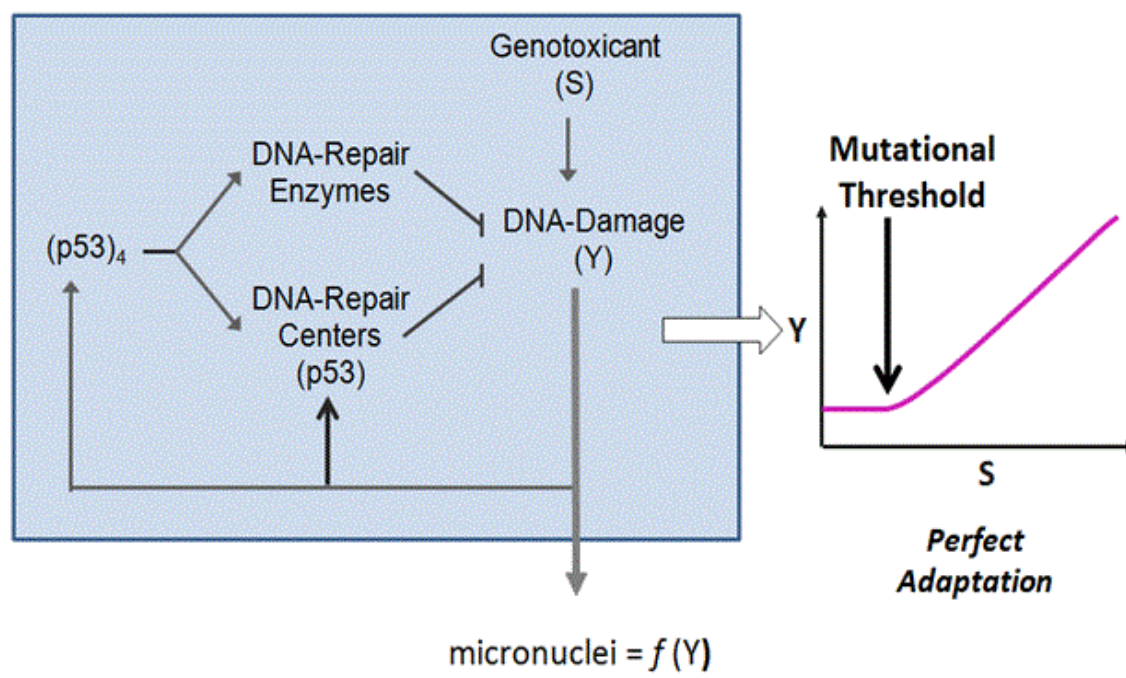 Genotoxicant
(S)
DNA-Repair
Enzymes
DNA-Damage
(Y)
(p53)₄
DNA-Repair
Centers
(p53)
Mutational
Threshold
Y
S
Perfect
Adaptation
micronuclei = f (Y)